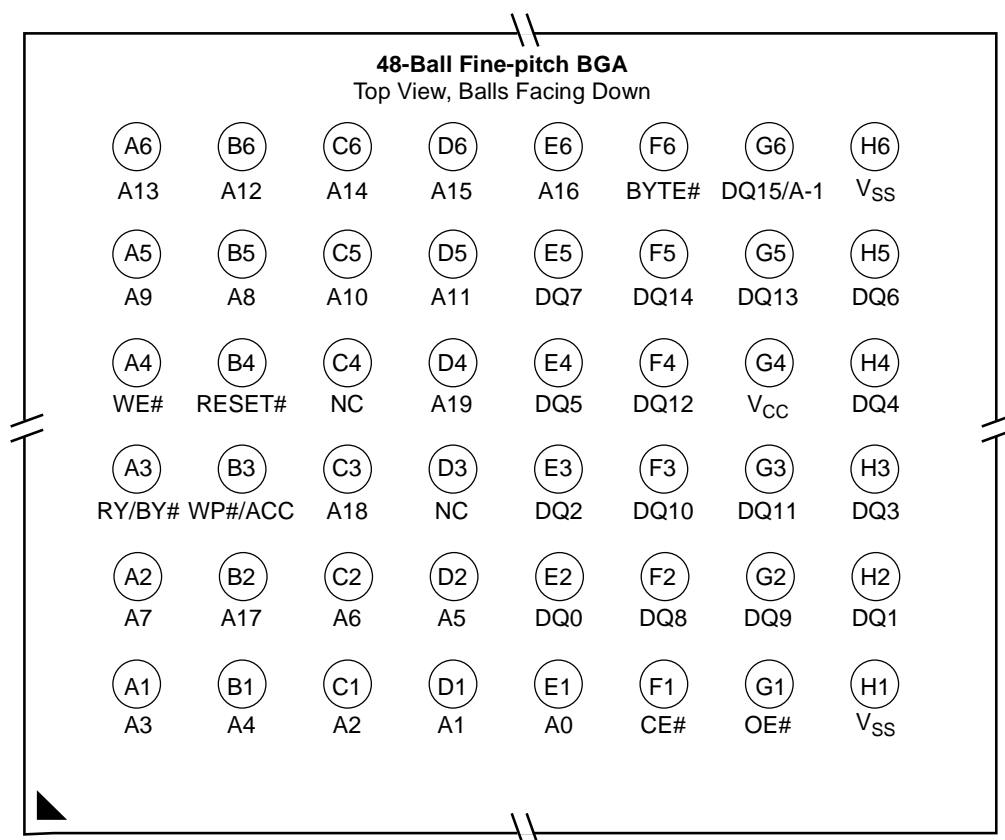 48-Ball Fine-pitch BGA
Top View, Balls Facing Down
A6 B6 C6 D6 E6 F6 G6 H6
A13 A12 A14 A15 A16 BYTE# DQ15/A-1 VSS
A5 B5 C5 D5 E5 F5 G5 H5
A9 A8 A10 A11 DQ7 DQ14 DQ13 DQ6
A4 B4 C4 D4 E4 F4 G4 H4
WE# RESET# NC A19 DQ5 DQ12 VCC DQ4
A3 B3 C3 D3 E3 F3 G3 H3
RY/BY# WP#/ACC A18 NC DQ2 DQ10 DQ11 DQ3
A2 B2 C2 D2 E2 F2 G2 H2
A7 A17 A6 A5 DQ0 DQ8 DQ9 DQ1
A1 B1 C1 D1 E1 F1 G1 H1
A3 A4 A2 A1 A0 CE# OE# VSS